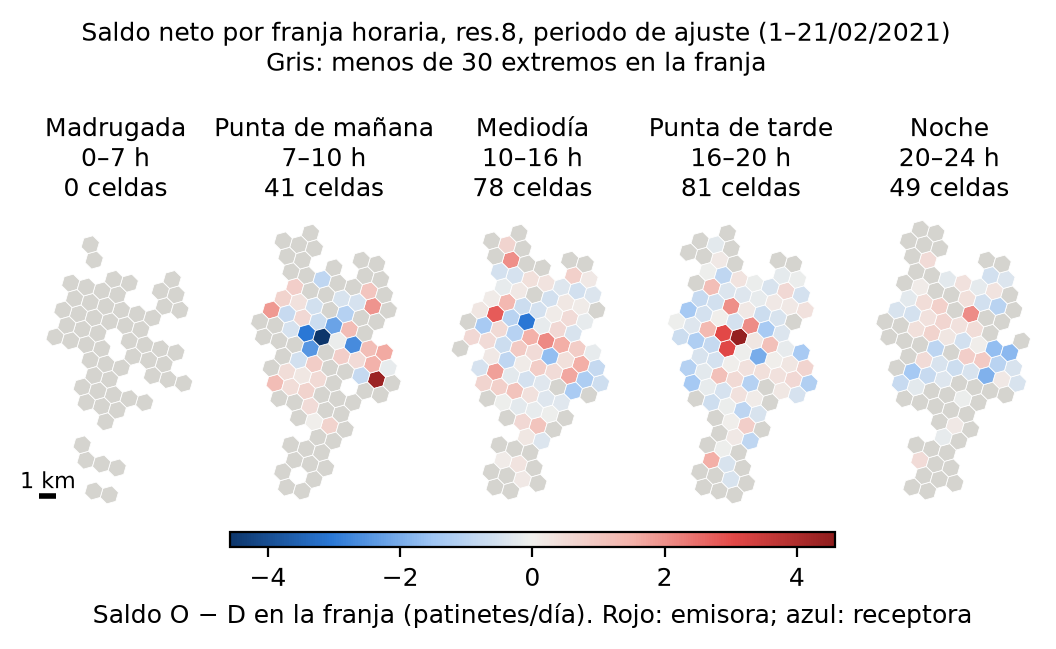 Saldo neto por franja horaria, res.8, periodo de ajuste (1–21/02/2021)
Gris: menos de 30 extremos en la franja
Madrugada
0–7 h
0 celdas
Punta de mañana
7–10 h
41 celdas
Mediodía
10–16 h
78 celdas
Punta de tarde
16–20 h
81 celdas
Noche
20–24 h
49 celdas
1 km
−4 −2 0 2 4
Saldo O − D en la franja (patinetes/día). Rojo: emisora; azul: receptora